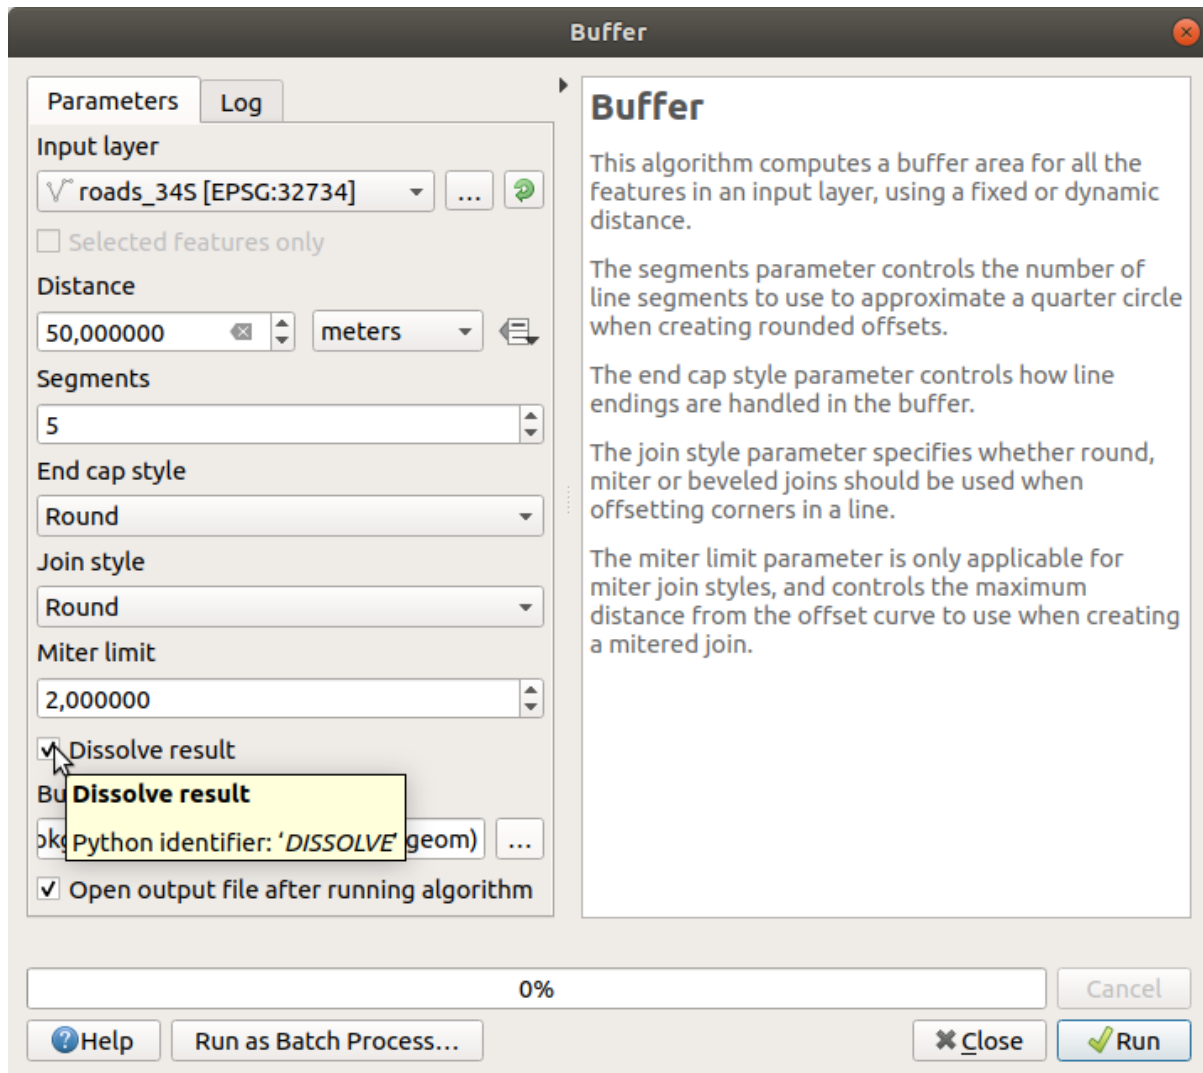 Buffer
Parameters
Log
Input layer
roads_34S [EPSG:32734]
...
Selected features only
Distance
50,000000
meters
Segments
5
End cap style
Round
Join style
Round
Miter limit
2,000000
Dissolve result
Dissolve result
Python identifier: ‘DISSOLVE’
geom)
...
Open output file after running algorithm
Buffer
This algorithm computes a buffer area for all the
features in an input layer, using a fixed or dynamic
distance.
The segments parameter controls the number of
line segments to use to approximate a quarter circle
when creating rounded offsets.
The end cap style parameter controls how line
endings are handled in the buffer.
The join style parameter specifies whether round,
miter or beveled joins should be used when
offsetting corners in a line.
The miter limit parameter is only applicable for
miter join styles, and controls the maximum
distance from the offset curve to use when creating
a mitered join.
0%
Cancel
Help
Run as Batch Process...
Close
Run